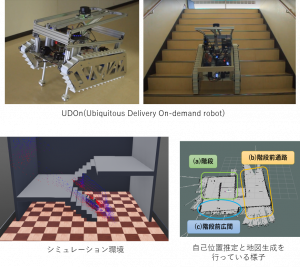 UDOn(Ubiquitous Delivery On-demand robot)
(a)階段
(b)階段前通路
(c)階段前広間
シミュレーション環境
自己位置推定と地図生成を
行っている様子